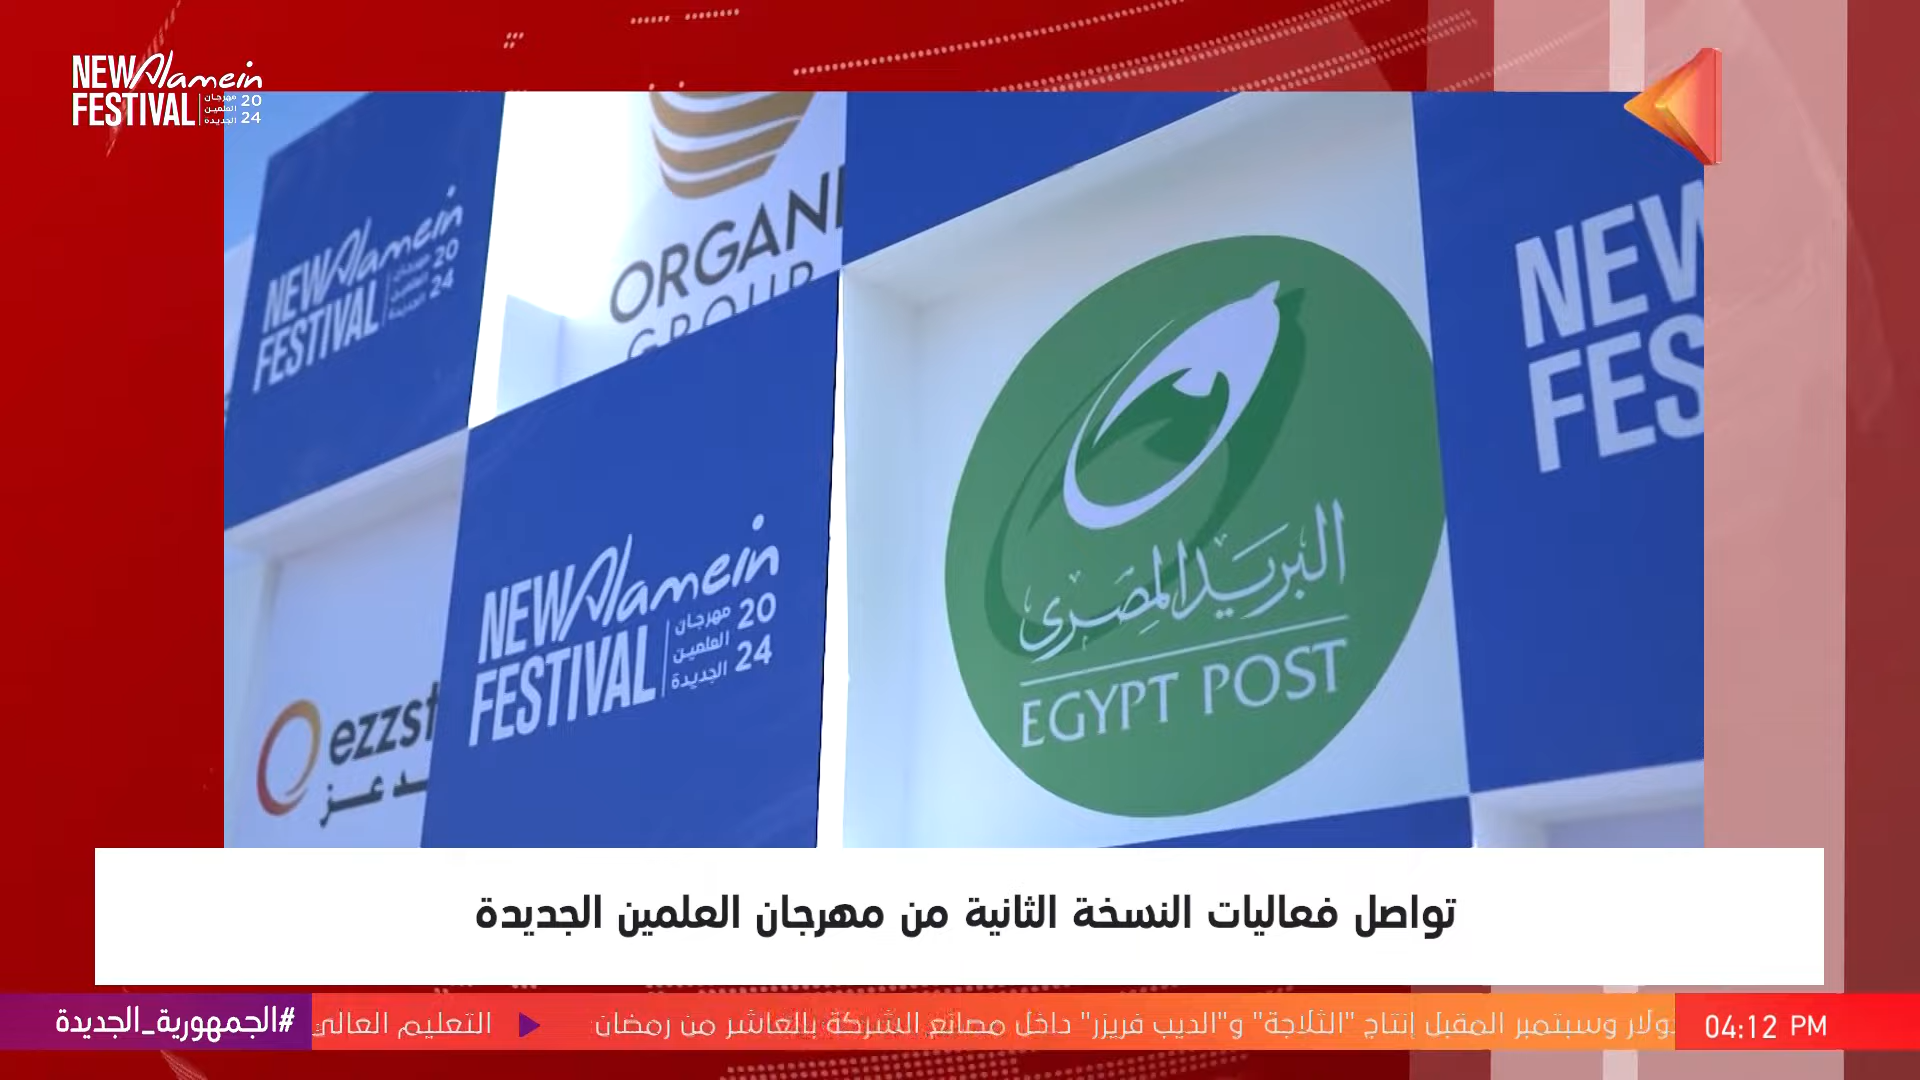 NEW Alamein
FESTIVAL
مهرجان
العلمين
الجديدة
20
24
NEW Alamein
FESTIVAL
مهرجان
العلمين
الجديدة
20
24
ORGANI
GROUP
NEW Alamein
FESTIVAL
مهرجان
العلمين
الجديدة
20
24
البريد المصرى
EGYPT POST
NEW
FES
ezzst
ـد عـز
تواصل فعاليات النسخة الثانية من مهرجان العلمين الجديدة
#الجمهورية_الجديدة
ولار وسبتمبر المقبل إنتاج "الثلاجة" و"الديب فريزر" داخل مصانع الشركة بالعاشر من رمضان
التعليم العالي
04:12 PM